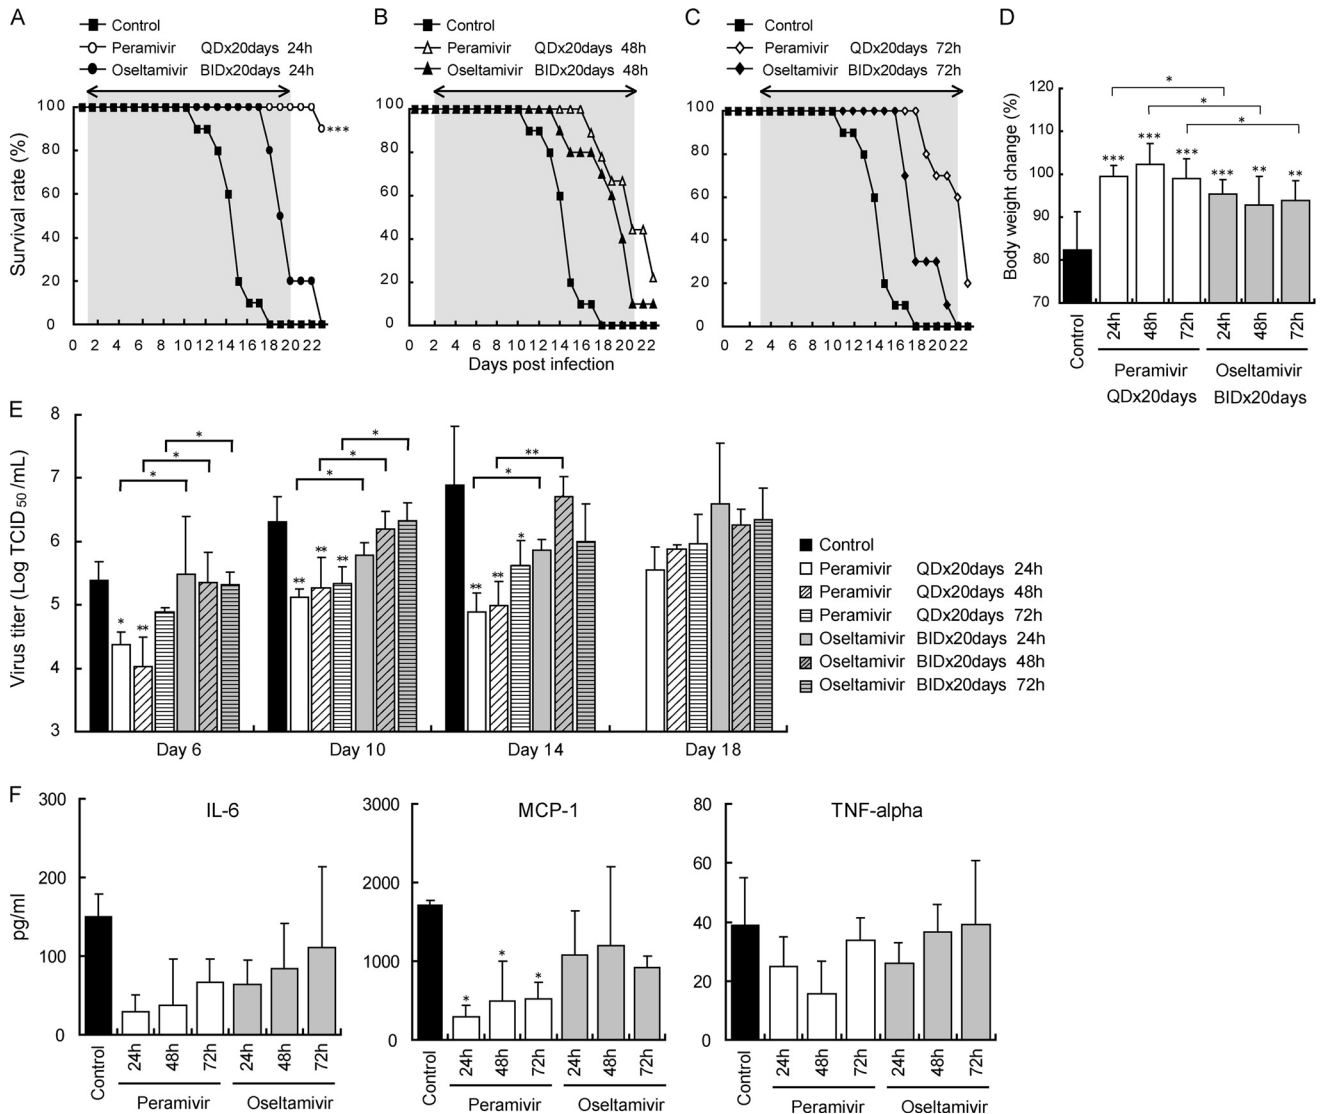 A
Control
Peramivir QDx20days 24h
Oseltamivir BIDx20days 24h
Survival rate (%)
100
80
60
40
20
0
***
0 2 4 6 8 10 12 14 16 18 20 22
B
Control
Peramivir QDx20days 48h
Oseltamivir BIDx20days 48h
100
80
60
40
20
0
0 2 4 6 8 10 12 14 16 18 20 22
Days post infection
C
Control
Peramivir QDx20days 72h
Oseltamivir BIDx20days 72h
100
80
60
40
20
0
0 2 4 6 8 10 12 14 16 18 20 22
D
Body weight change (%)
120
110
100
90
80
70
*
*
*
*** *** *** *** ** **
Control 24h 48h 72h 24h 48h 72h
Peramivir Oseltamivir
QDx20days BIDx20days
E
Virus titer (Log TCID50/mL)
8
7
6
5
4
3
* * * * * * * **
* ** ** ** ** ** ** *
Day 6 Day 10 Day 14 Day 18
Control
Peramivir QDx20days 24h
Peramivir QDx20days 48h
Peramivir QDx20days 72h
Oseltamivir BIDx20days 24h
Oseltamivir BIDx20days 48h
Oseltamivir BIDx20days 72h
F
pg/ml
IL-6
300
200
100
0
Control 24h 48h 72h 24h 48h 72h
Peramivir Oseltamivir
MCP-1
3000
2000
1000
0
* * *
Control 24h 48h 72h 24h 48h 72h
Peramivir Oseltamivir
TNF-alpha
80
60
40
20
0
Control 24h 48h 72h 24h 48h 72h
Peramivir Oseltamivir